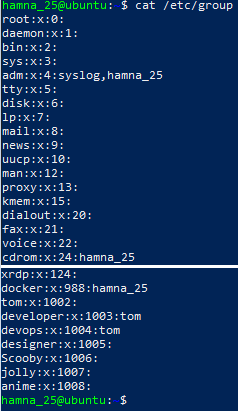 hamna_25@ubuntu: $ cat /etc/group
root:x:0:
daemon:x:1:
bin:x:2:
sys:x:3:
adm:x:4:syslog,hamna_25
tty:x:5:
disk:x:6:
lp:x:7:
mail:x:8:
news:x:9:
uucp:x:10:
man:x:12:
proxy:x:13:
kmem:x:15:
dialout:x:20:
fax:x:21:
voice:x:22:
cdrom:x:24:hamna_25
xrdp:x:124:
docker:x:988:hamna_25
tom:x:1002:
developer:x:1003:tom
devops:x:1004:tom
designer:x:1005:
Scooby:x:1006:
jolly:x:1007:
anime:x:1008:
hamna_25@ubuntu: $